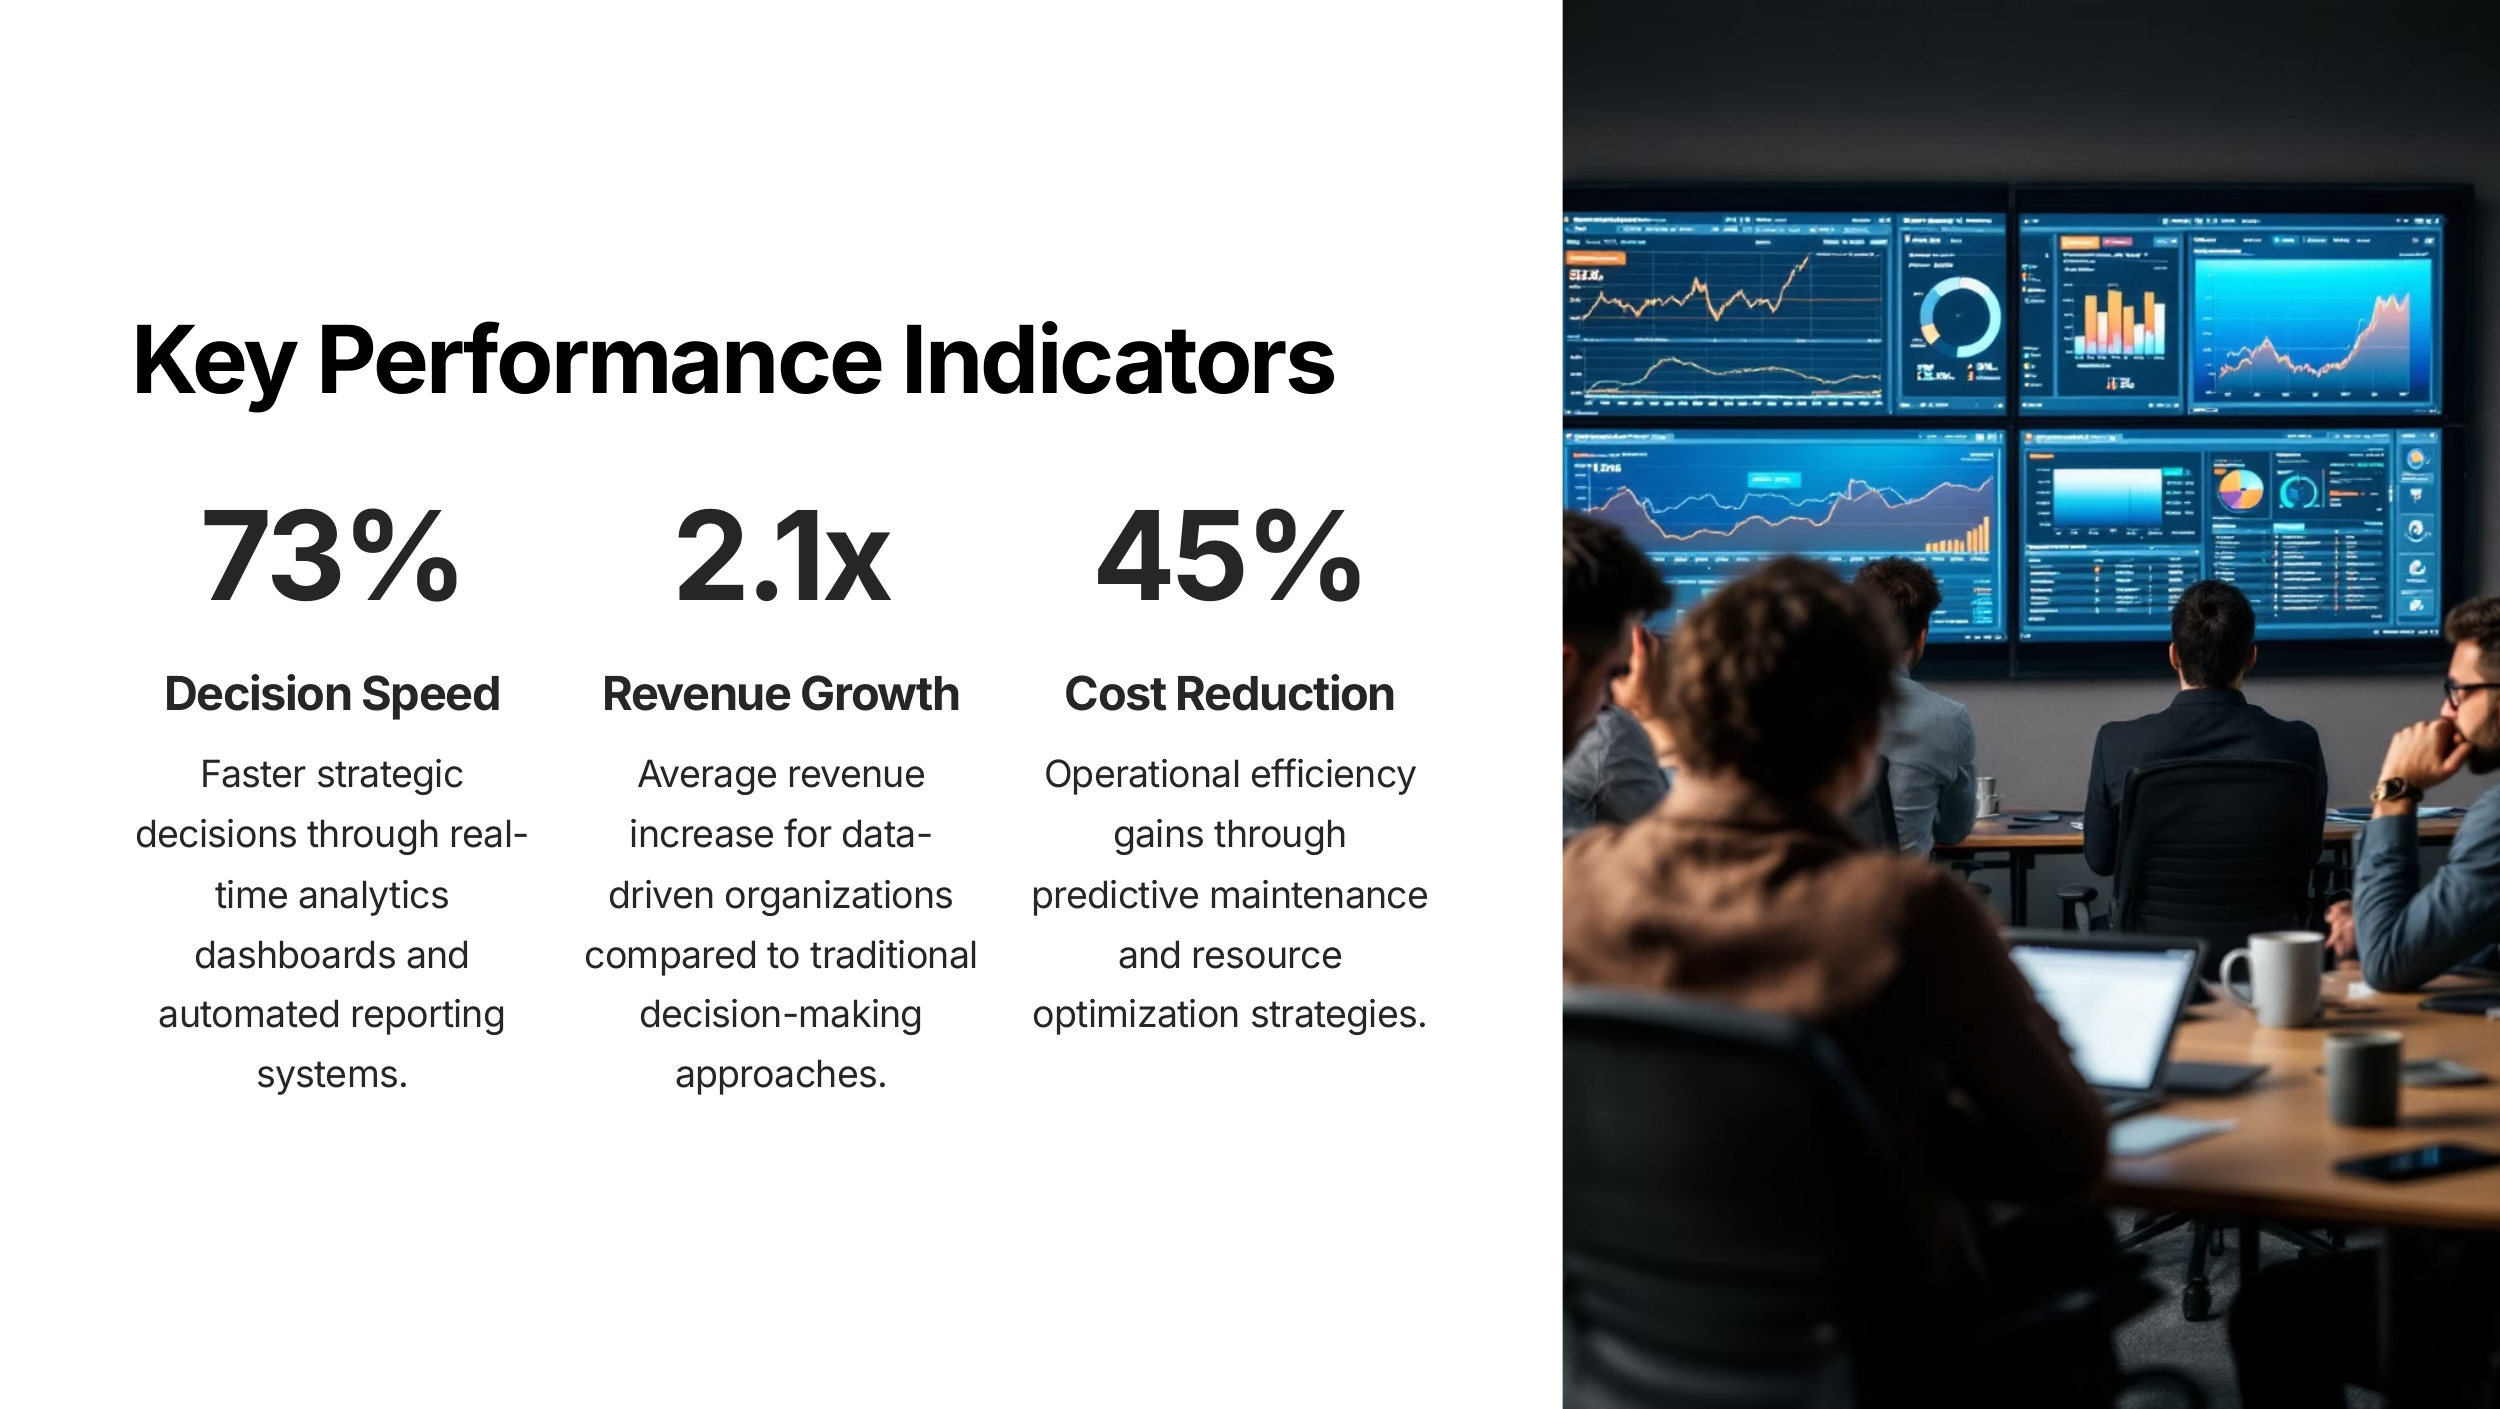 Key Performance Indicators
73%
Decision Speed
Faster strategic
decisions through real-
time analytics
dashboards and
automated reporting
systems.
2.1x
Revenue Growth
Average revenue
increase for data-
driven organizations
compared to traditional
decision-making
approaches.
45%
Cost Reduction
Operational efficiency
gains through
predictive maintenance
and resource
optimization strategies.